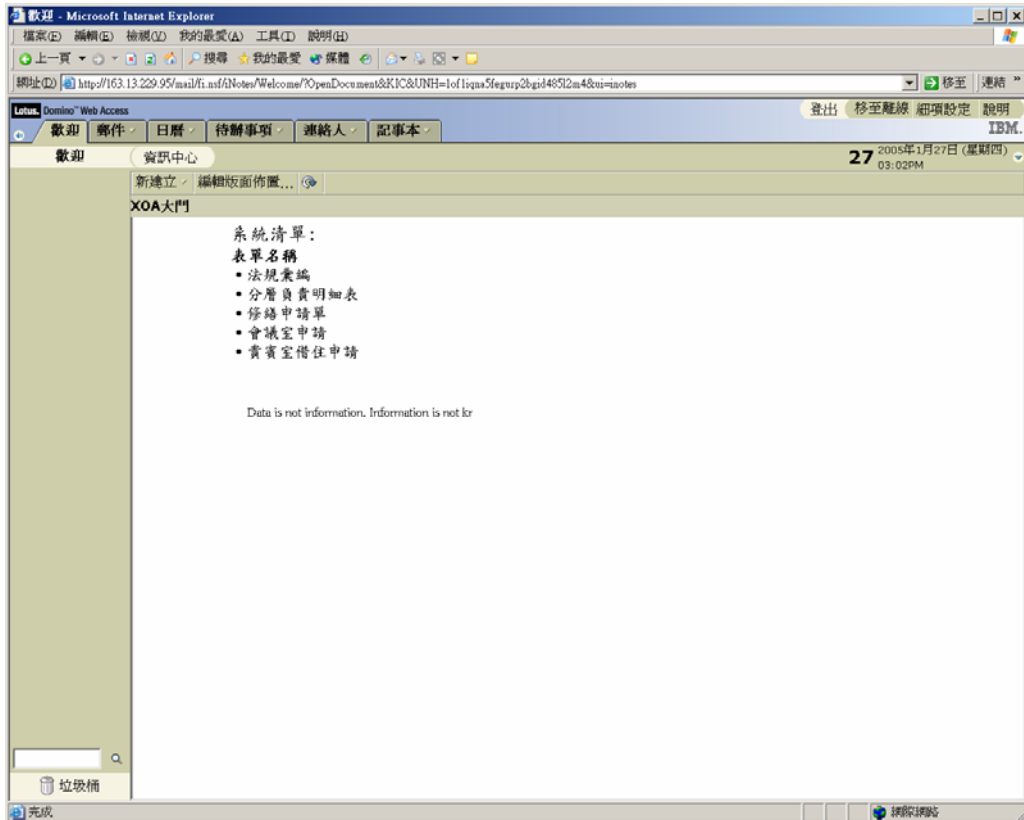 歡迎 - Microsoft Internet Explorer
檔案(F) 編輯(E) 檢視(V) 我的最愛(A) 工具(T) 說明(H)
上一頁 搜尋 我的最愛 媒體
網址(D) http://163.13.229.95/mail/fi.nsf/iNotes/Welcome/?OpenDocument&KIC&UNH=1of1iqna5fegurp2bgid485l2m4&ui=inotes 移至 連結 »
Lotus. Domino™ Web Access 登出 移至離線 細項設定 說明
歡迎 郵件 日曆 待辦事項 連絡人 記事本 IBM.
歡迎 資訊中心 27 2005年1月27日 (星期四)
03:02PM
新建立 編輯版面佈置...
XOA大門
系統清單:
表單名稱
• 法規彙編
• 分層負責明細表
• 修繕申請單
• 會議室申請
• 貴賓室借住申請
Data is not information. Information is not kr
垃圾桶
完成 網際網路